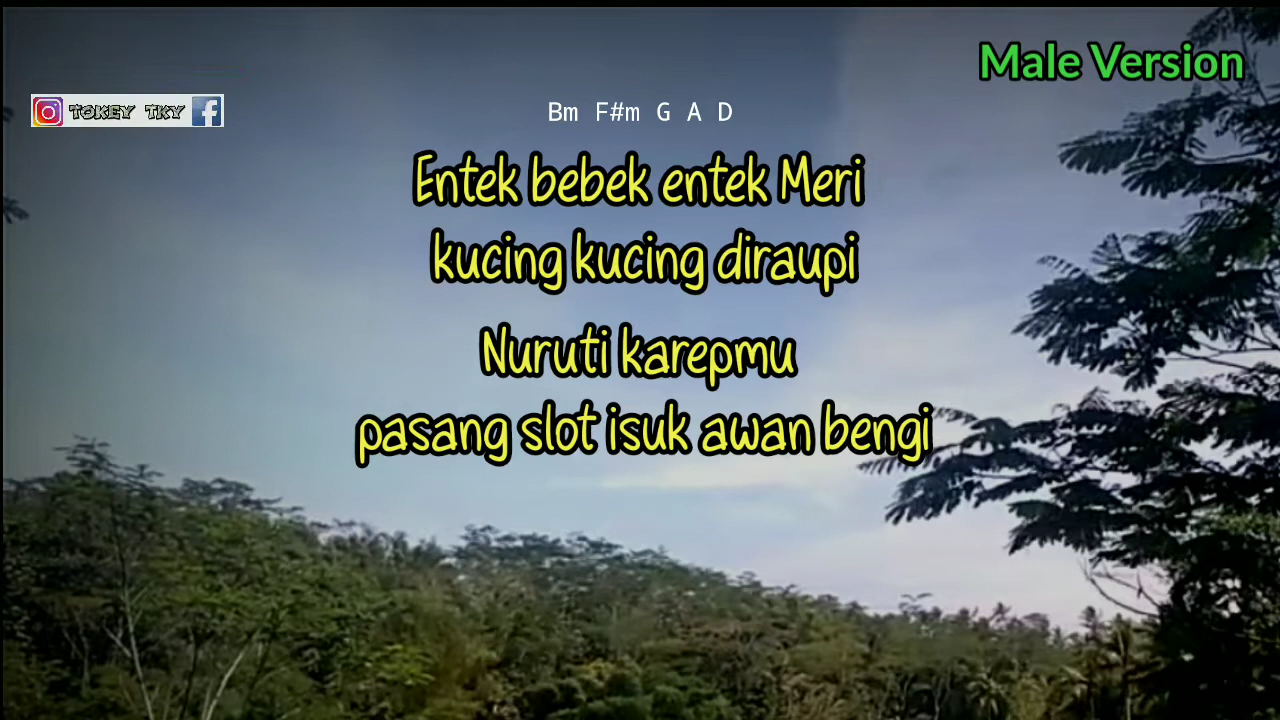 Male Version
TOKEY TKY
Bm F#m G A D
Entek bebek entek Meri
kucing kucing diraupi
Nuruti karepmu
pasang slot isuk awan bengi